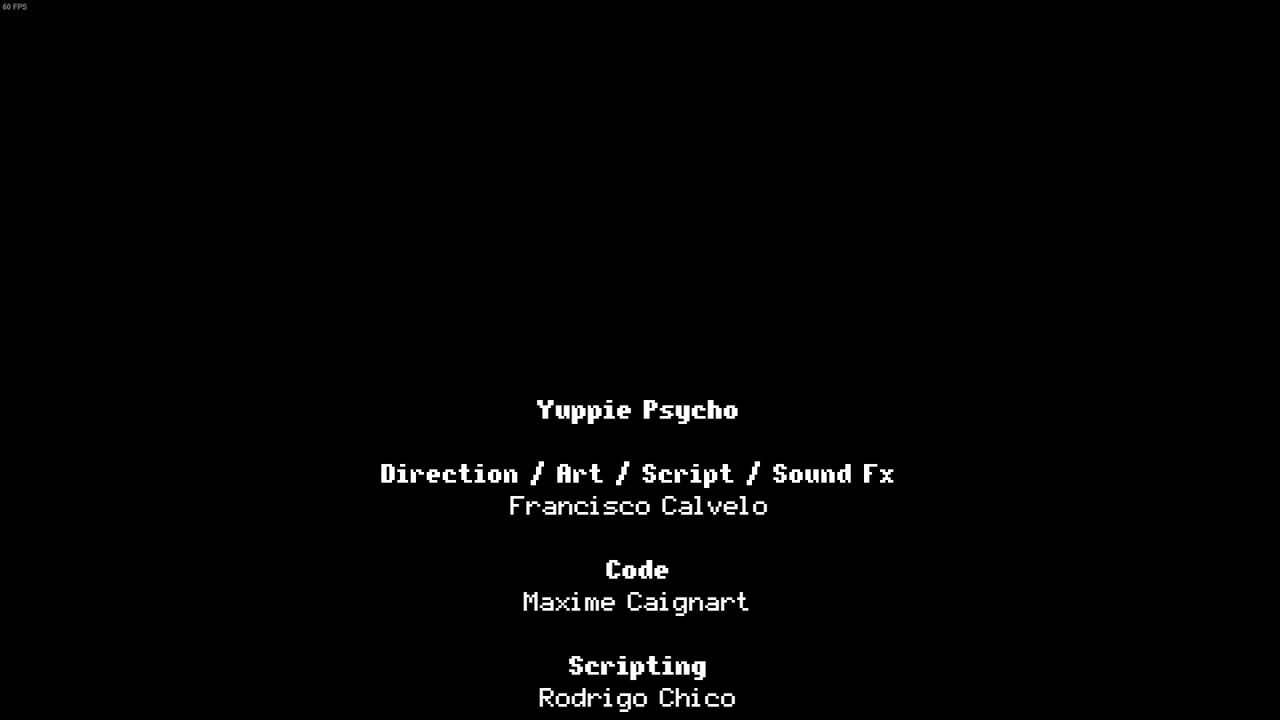 60 FPS
Yuppie Psycho
Direction / Art / Script / Sound Fx
Francisco Calvelo
Code
Maxime Caignart
Scripting
Rodrigo Chico